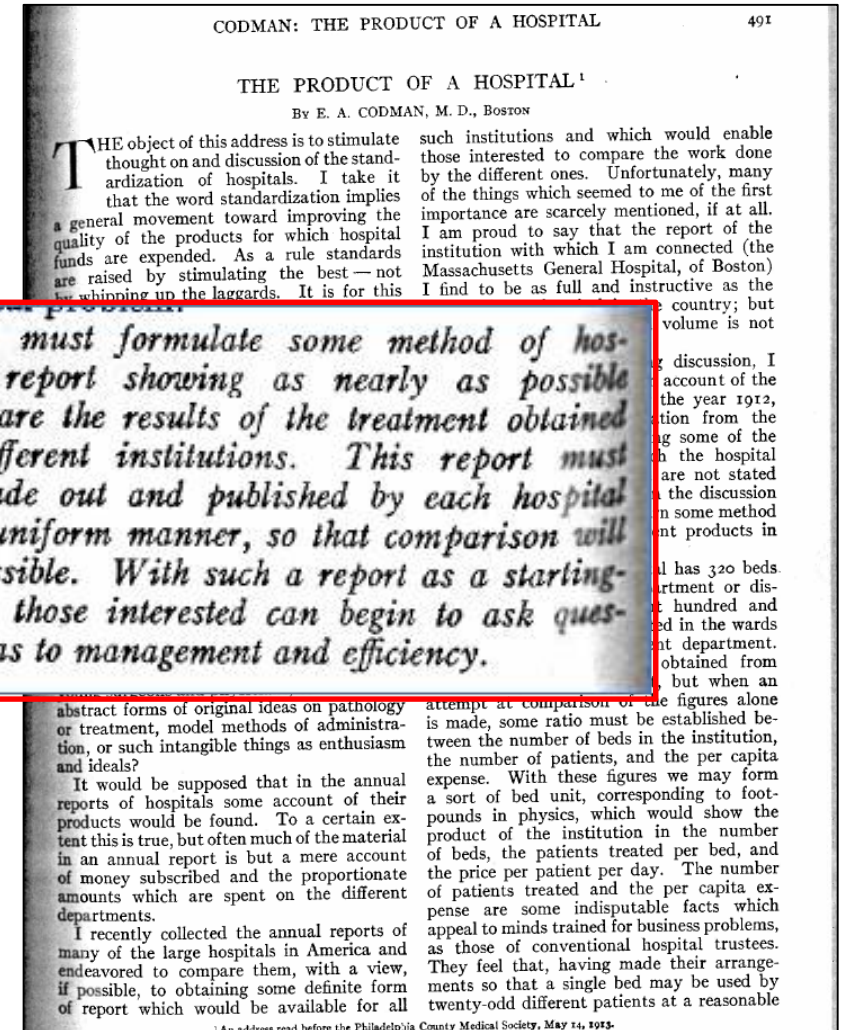 CODMAN: THE PRODUCT OF A HOSPITAL 491
THE PRODUCT OF A HOSPITAL ¹
By E. A. CODMAN, M. D., Boston
THE object of this address is to stimulate
thought on and discussion of the stand-
ardization of hospitals. I take it
that the word standardization implies
a general movement toward improving the
quality of the products for which hospital
funds are expended. As a rule standards
are raised by stimulating the best — not
by whipping up the laggards. It is for this
must formulate some method of hos-
report showing as nearly as possible
are the results of the treatment obtained
institutions. This report must
out and published by each hospital
uniform manner, so that comparison will
With such a report as a starting-
those interested can begin to ask ques-
as to management and efficiency.
abstract forms of original ideas on pathology
or treatment, model methods of administra-
tion, or such intangible things as enthusiasm
and ideals?
It would be supposed that in the annual
reports of hospitals some account of their
products would be found. To a certain ex-
tent this is true, but often much of the material
in an annual report is but a mere account
of money subscribed and the proportionate
amounts which are spent on the different
departments.
I recently collected the annual reports of
many of the large hospitals in America and
endeavored to compare them, with a view,
if possible, to obtaining some definite form
of report which would be available for all
such institutions and which would enable
those interested to compare the work done
by the different ones. Unfortunately, many
of the things which seemed to me of the first
importance are scarcely mentioned, if at all.
I am proud to say that the report of the
institution with which I am connected (the
Massachusetts General Hospital, of Boston)
I find to be as full and instructive as the
country; but
volume is not
discussion, I
account of the
the year 1912,
from the
some of the
the hospital
are not stated
the discussion
some method
products in
has 320 beds.
or dis-
hundred and
in the wards
department.
obtained from
but when an
attempt at comparison of the figures alone
is made, some ratio must be established be-
tween the number of beds in the institution,
the number of patients, and the per capita
expense. With these figures we may form
a sort of bed unit, corresponding to foot-
pounds in physics, which would show the
product of the institution in the number
of beds, the patients treated per bed, and
the price per patient per day. The number
of patients treated and the per capita ex-
pense are some indisputable facts which
appeal to minds trained for business problems,
as those of conventional hospital trustees.
They feel that, having made their arrange-
ments so that a single bed may be used by
twenty-odd different patients at a reasonable
¹ An address read before the Philadelphia County Medical Society, May 14, 1913.